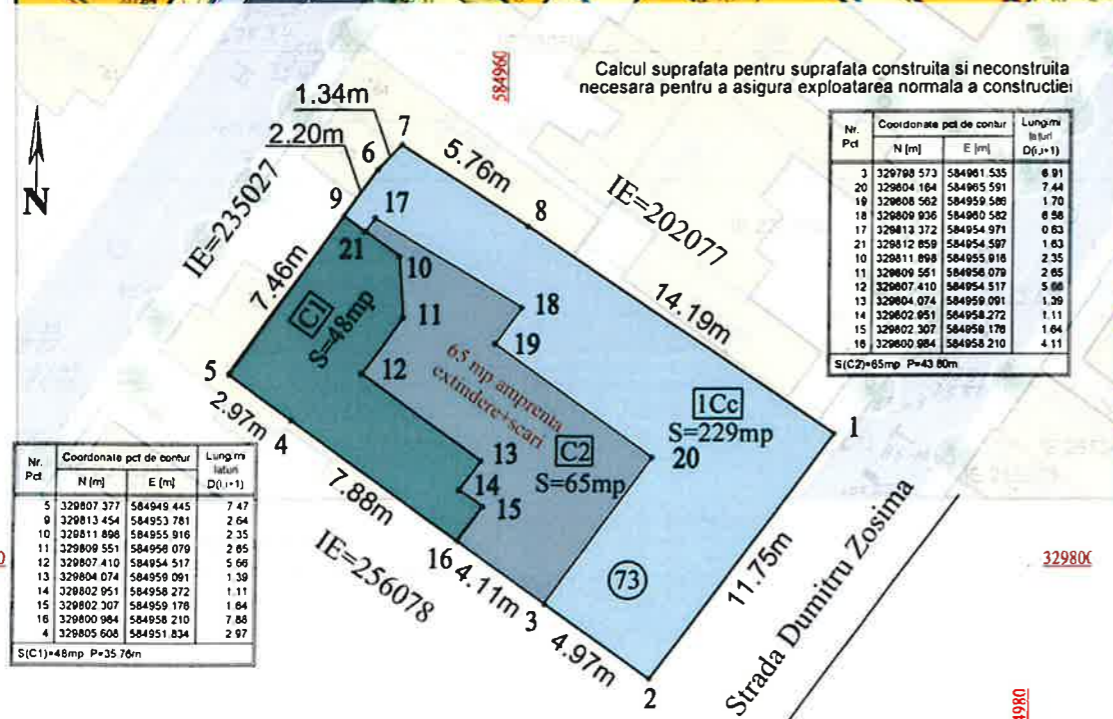 584960
Calcul suprafata pentru suprafata construita si neconstruita
necesara pentru a asigura exploatarea normala a constructiei
Nr. Pct Coordonate pct de contur Lungimi laturi D(i,i+1)
N [m] E [m]
3 329798.573 584961.535 6.91
20 329804.164 584965.591 7.44
19 329808.562 584959.586 1.70
18 329809.936 584960.582 6.58
17 329813.372 584954.971 0.63
21 329812.859 584954.597 1.63
10 329811.898 584955.916 2.35
11 329809.551 584956.079 2.65
12 329807.410 584954.517 5.66
13 329804.074 584959.091 1.39
14 329802.951 584958.272 1.11
15 329802.307 584959.178 1.64
16 329800.984 584958.210 4.11
S(C2)=65mp P=43.80m
N
1.34m
7
2.20m
6
5.76m
8
IE=202077
IE=235027
9
17
21
10
7.46m
14.19m
18
11
C1
S=48mp
19
5
12
65 mp amprenta
extindere+scari
1Cc
S=229mp
1
2.97m
4
C2
S=65mp
20
13
14
15
7.88m
IE=256078
16
4.11m
3
73
11.75m
4.97m
2
Strada Dumitru Zosima
Nr. Pct Coordonate pct de contur Lungimi laturi D(i,i+1)
N [m] E [m]
5 329807.377 584949.445 7.47
9 329813.454 584953.781 2.64
10 329811.898 584955.916 2.35
11 329809.551 584956.079 2.65
12 329807.410 584954.517 5.66
13 329804.074 584959.091 1.39
14 329802.951 584958.272 1.11
15 329802.307 584959.178 1.64
16 329800.984 584958.210 7.88
4 329805.608 584951.834 2.97
S(C1)=48mp P=35.76m
0
32980
4980